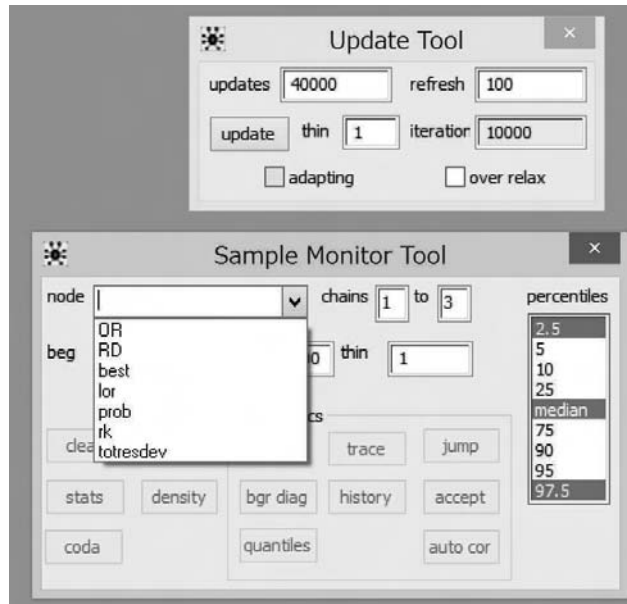 Update Tool
updates 40000 refresh 100
update thin 1 iteration 10000
adapting over relax
Sample Monitor Tool
node chains 1 to 3 percentiles
OR
RD
best
lor
prob
rk
totresdev
beg thin 1
2.5
5
10
25
median
75
90
95
97.5
trace jump
stats density bgr diag history accept
coda quantiles auto cor